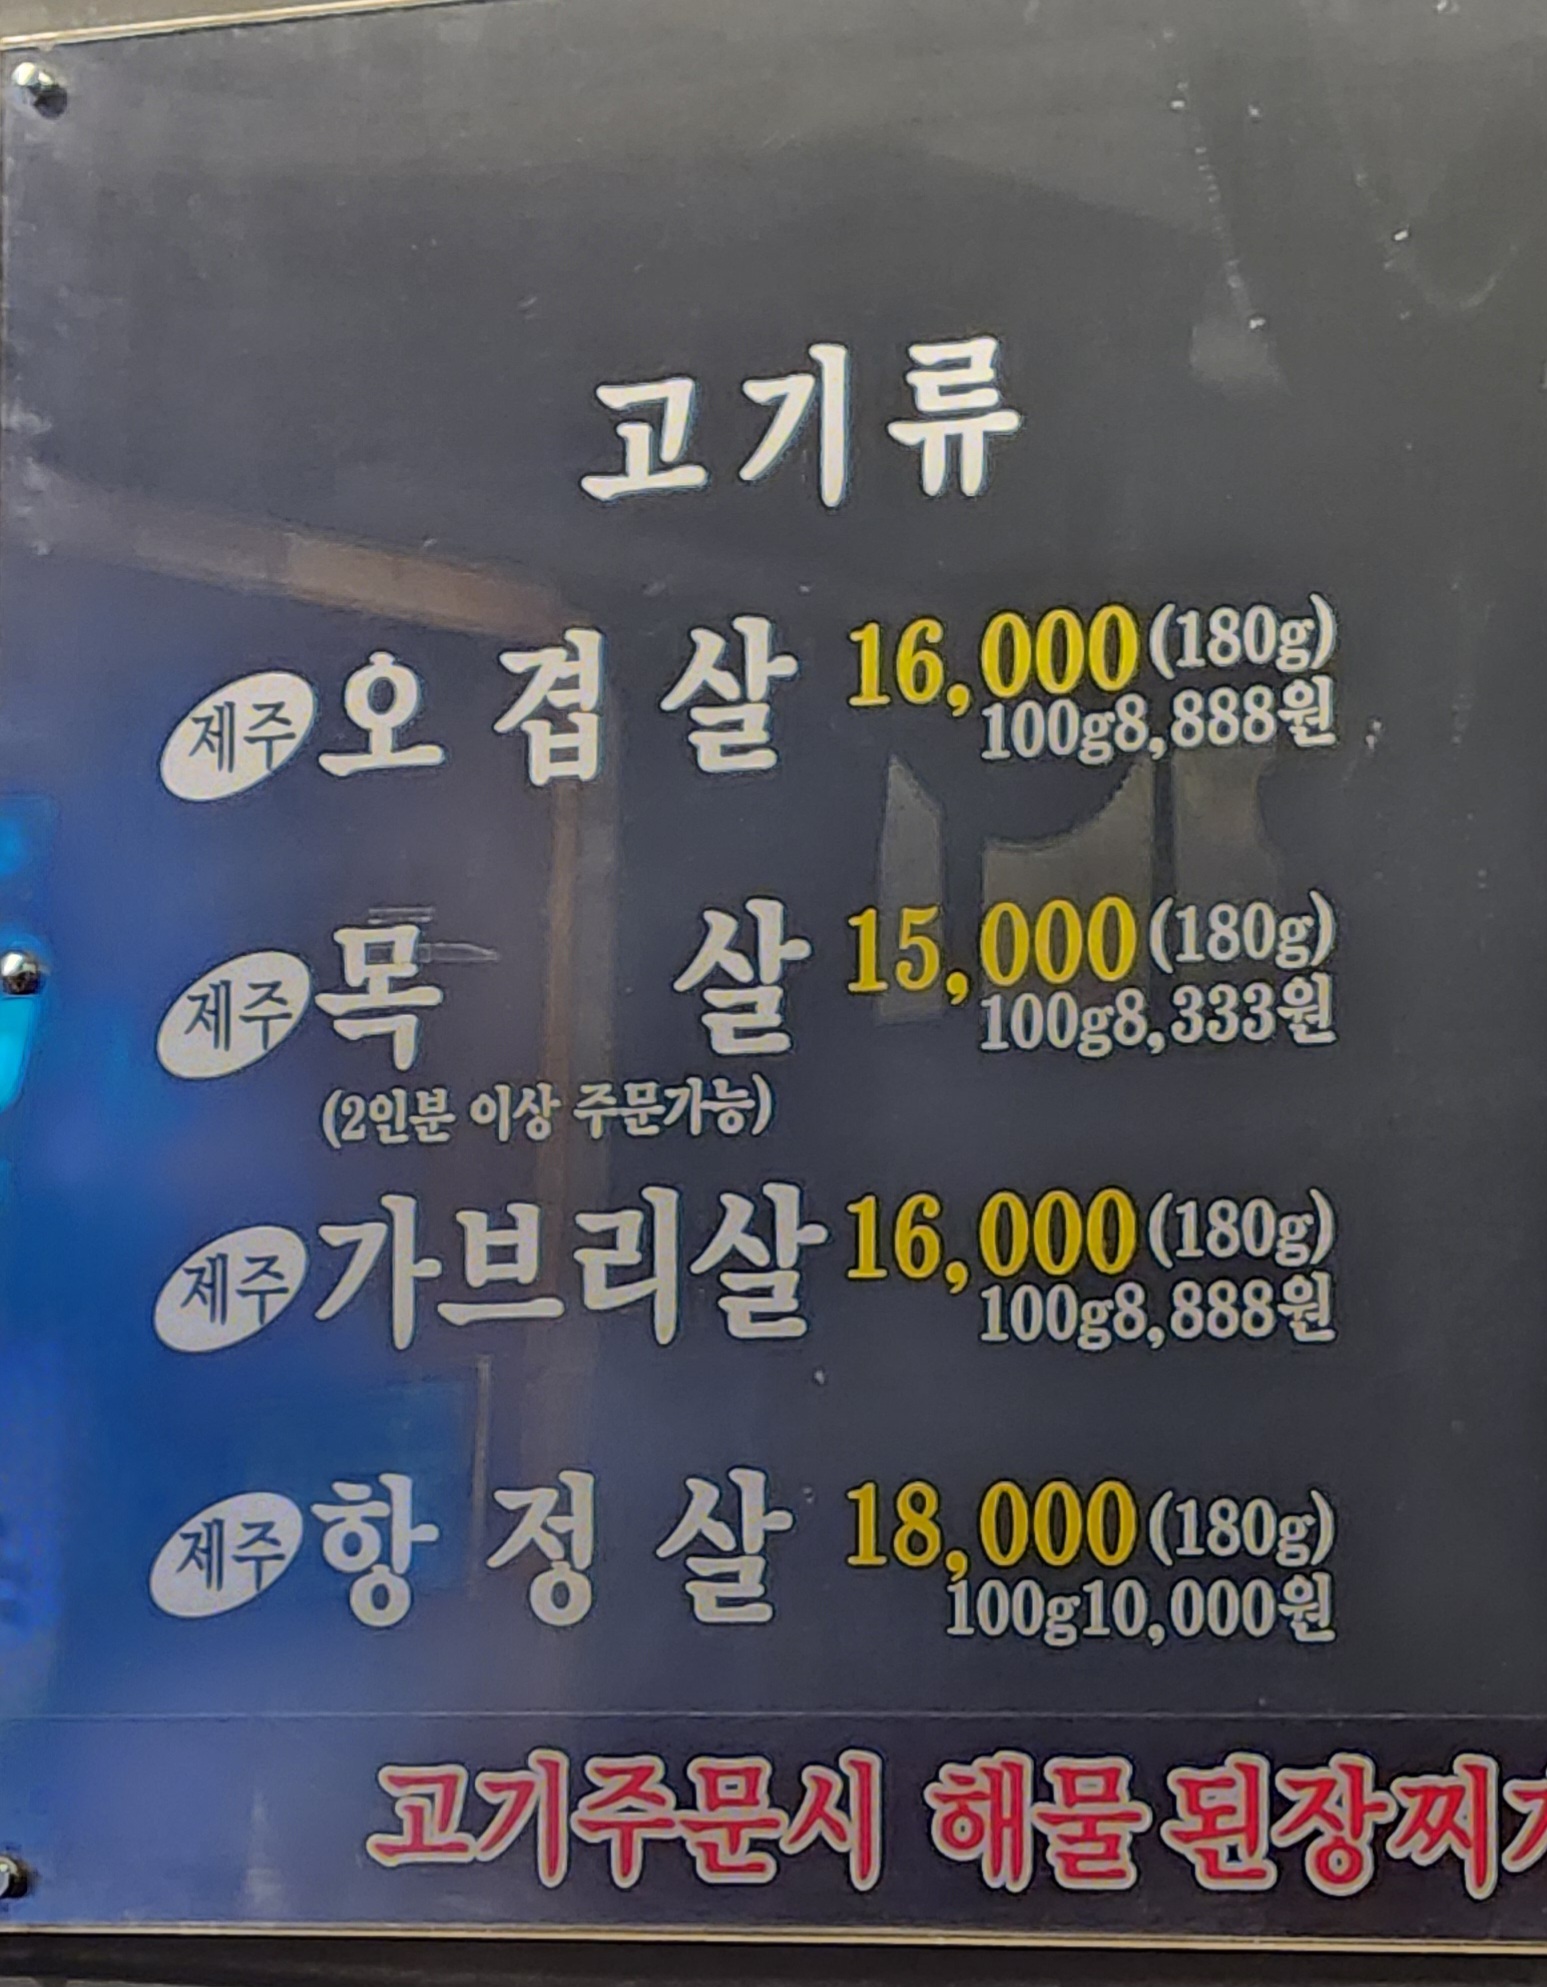 고기류
제주 오겹살 16,000(180g)
100g8,888원
제주 목살 15,000(180g)
100g8,333원
(2인분 이상 주문가능)
제주 가브리살 16,000(180g)
100g8,888원
제주 항정살 18,000(180g)
100g10,000원
고기주문시 해물된장찌